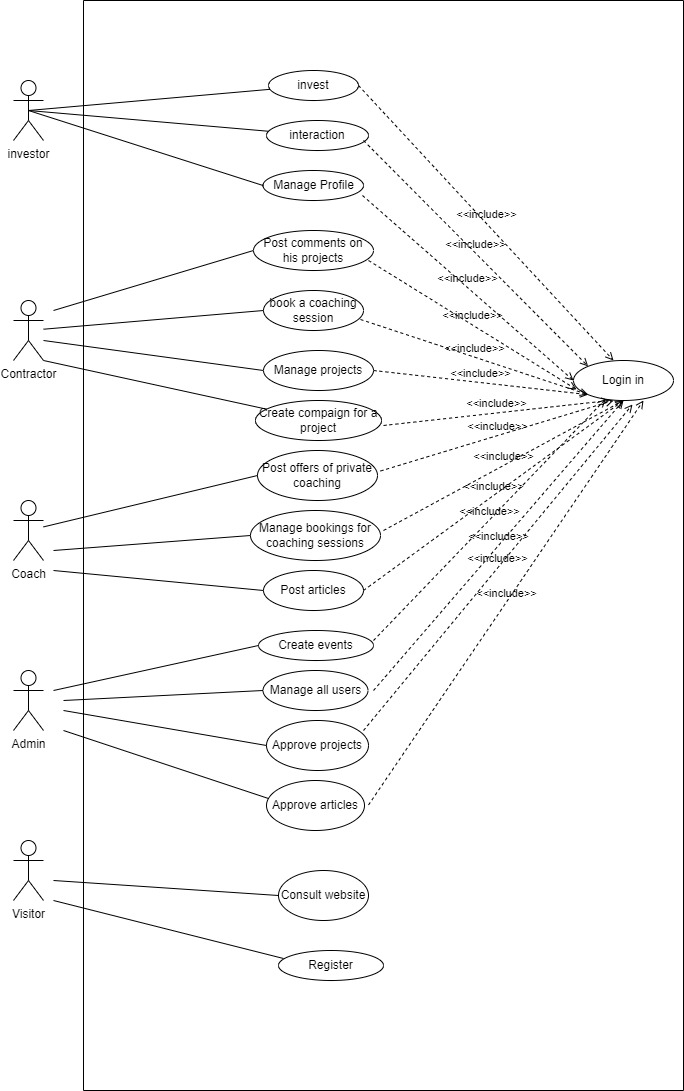 invest
investor
interaction
Manage Profile
<<include>>
Post comments on
his projects
<<include>>
<<include>>
book a coaching
session
<<include>>
<<include>>
Contractor
Manage projects
<<include>>
Login in
Create compaign for a
project
<<include>>
<<include>>
Post offers of private
coaching
<<include>>
<<include>>
Manage bookings for
coaching sessions
<<include>>
<<include>>
Coach
Post articles
<<include>>
<<include>>
Create events
Manage all users
Admin
Approve projects
Approve articles
Consult website
Visitor
Register